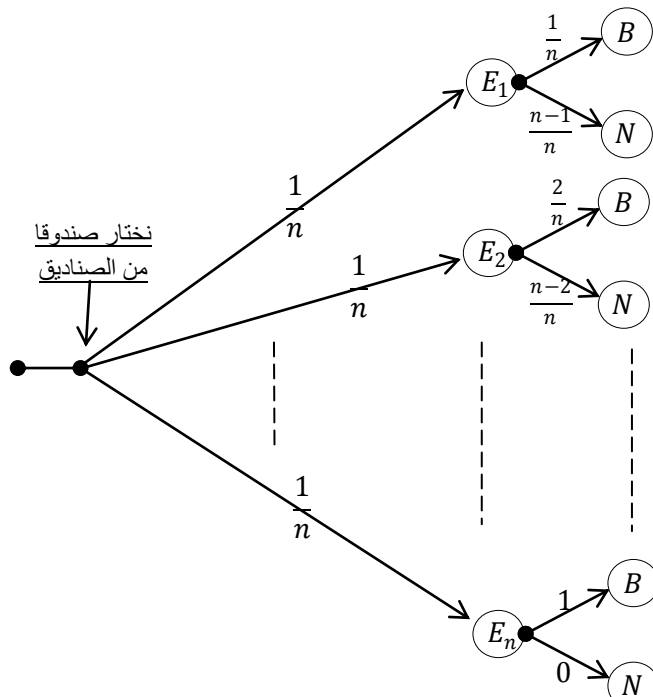 1/n
B
E₁
n−1/n
N
نختار صندوقا
من الصناديق
1/n
2/n
B
E₂
1/n
n−2/n
N
1/n
1
B
Eₙ
0
N